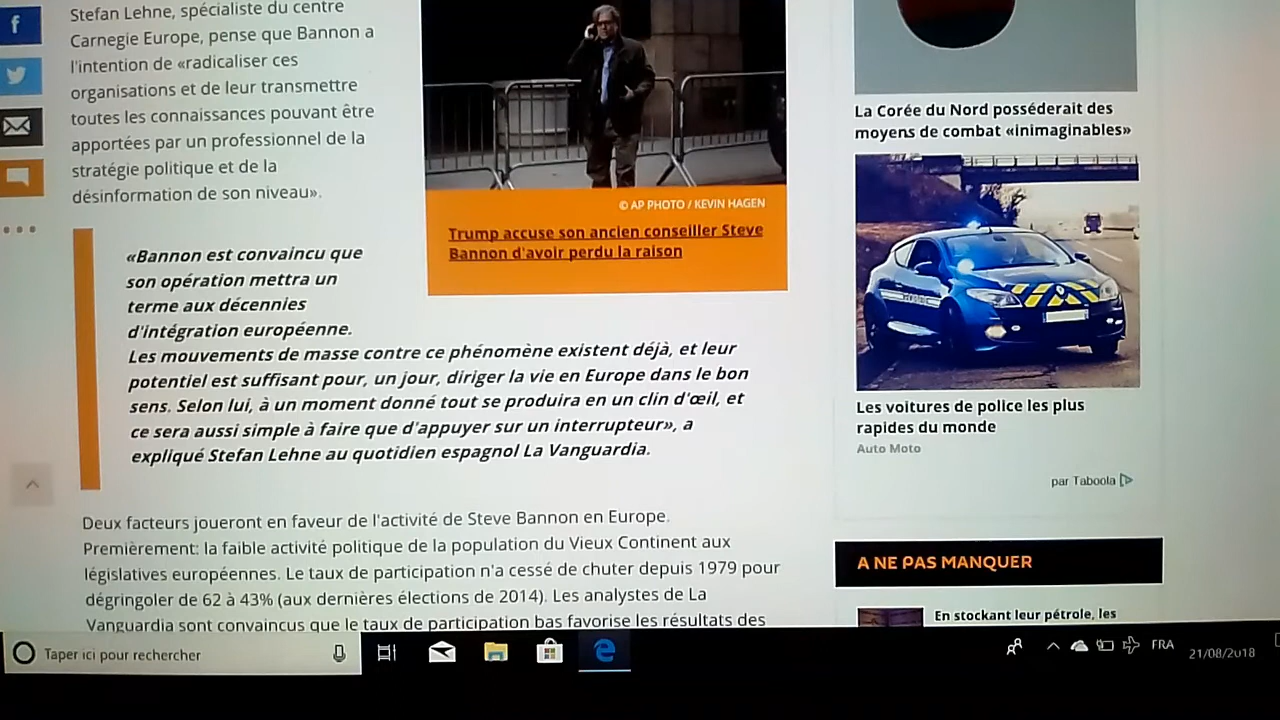 Stefan Lehne, spécialiste du centre
Carnegie Europe, pense que Bannon a
l'intention de «radicaliser ces
organisations et de leur transmettre
toutes les connaissances pouvant être
apportées par un professionnel de la
stratégie politique et de la
désinformation de son niveau».
© AP PHOTO / KEVIN HAGEN
Trump accuse son ancien conseiller Steve
Bannon d'avoir perdu la raison
«Bannon est convaincu que
son opération mettra un
terme aux décennies
d'intégration européenne.
Les mouvements de masse contre ce phénomène existent déjà, et leur
potentiel est suffisant pour, un jour, diriger la vie en Europe dans le bon
sens. Selon lui, à un moment donné tout se produira en un clin d'œil, et
ce sera aussi simple à faire que d'appuyer sur un interrupteur», a
expliqué Stefan Lehne au quotidien espagnol La Vanguardia.
Deux facteurs joueront en faveur de l'activité de Steve Bannon en Europe.
Premièrement: la faible activité politique de la population du Vieux Continent aux
législatives européennes. Le taux de participation n'a cessé de chuter depuis 1979 pour
dégringoler de 62 à 43% (aux dernières élections de 2014). Les analystes de La
Vanguardia sont convaincus que le taux de participation bas favorise les résultats des
La Corée du Nord posséderait des
moyens de combat «inimaginables»
Les voitures de police les plus
rapides du monde
Auto Moto
par Taboola
A NE PAS MANQUER
En stockant leur pétrole, les
Taper ici pour rechercher
FRA
21/08/2018